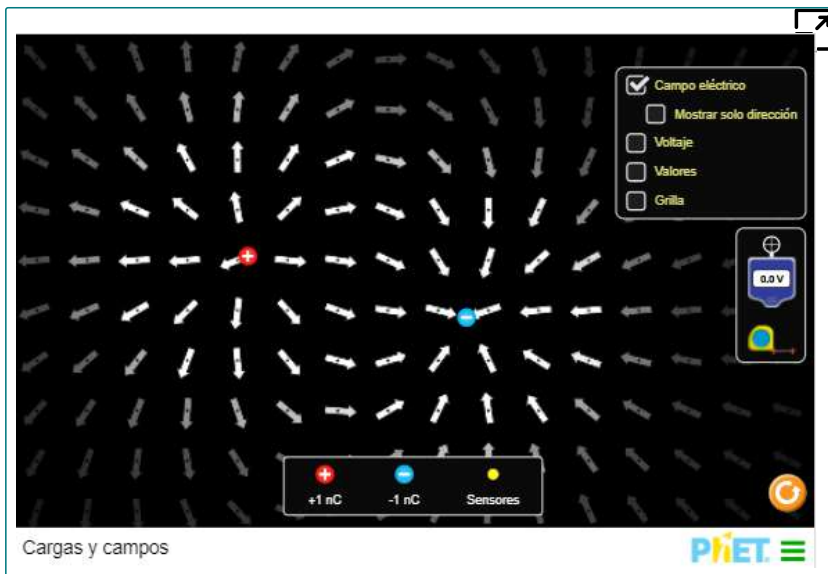 Campo eléctrico
Mostrar solo dirección
Voltaje
Valores
Grilla
0.0 V
+1 nC
-1 nC
Sensores
Cargas y campos
PhET